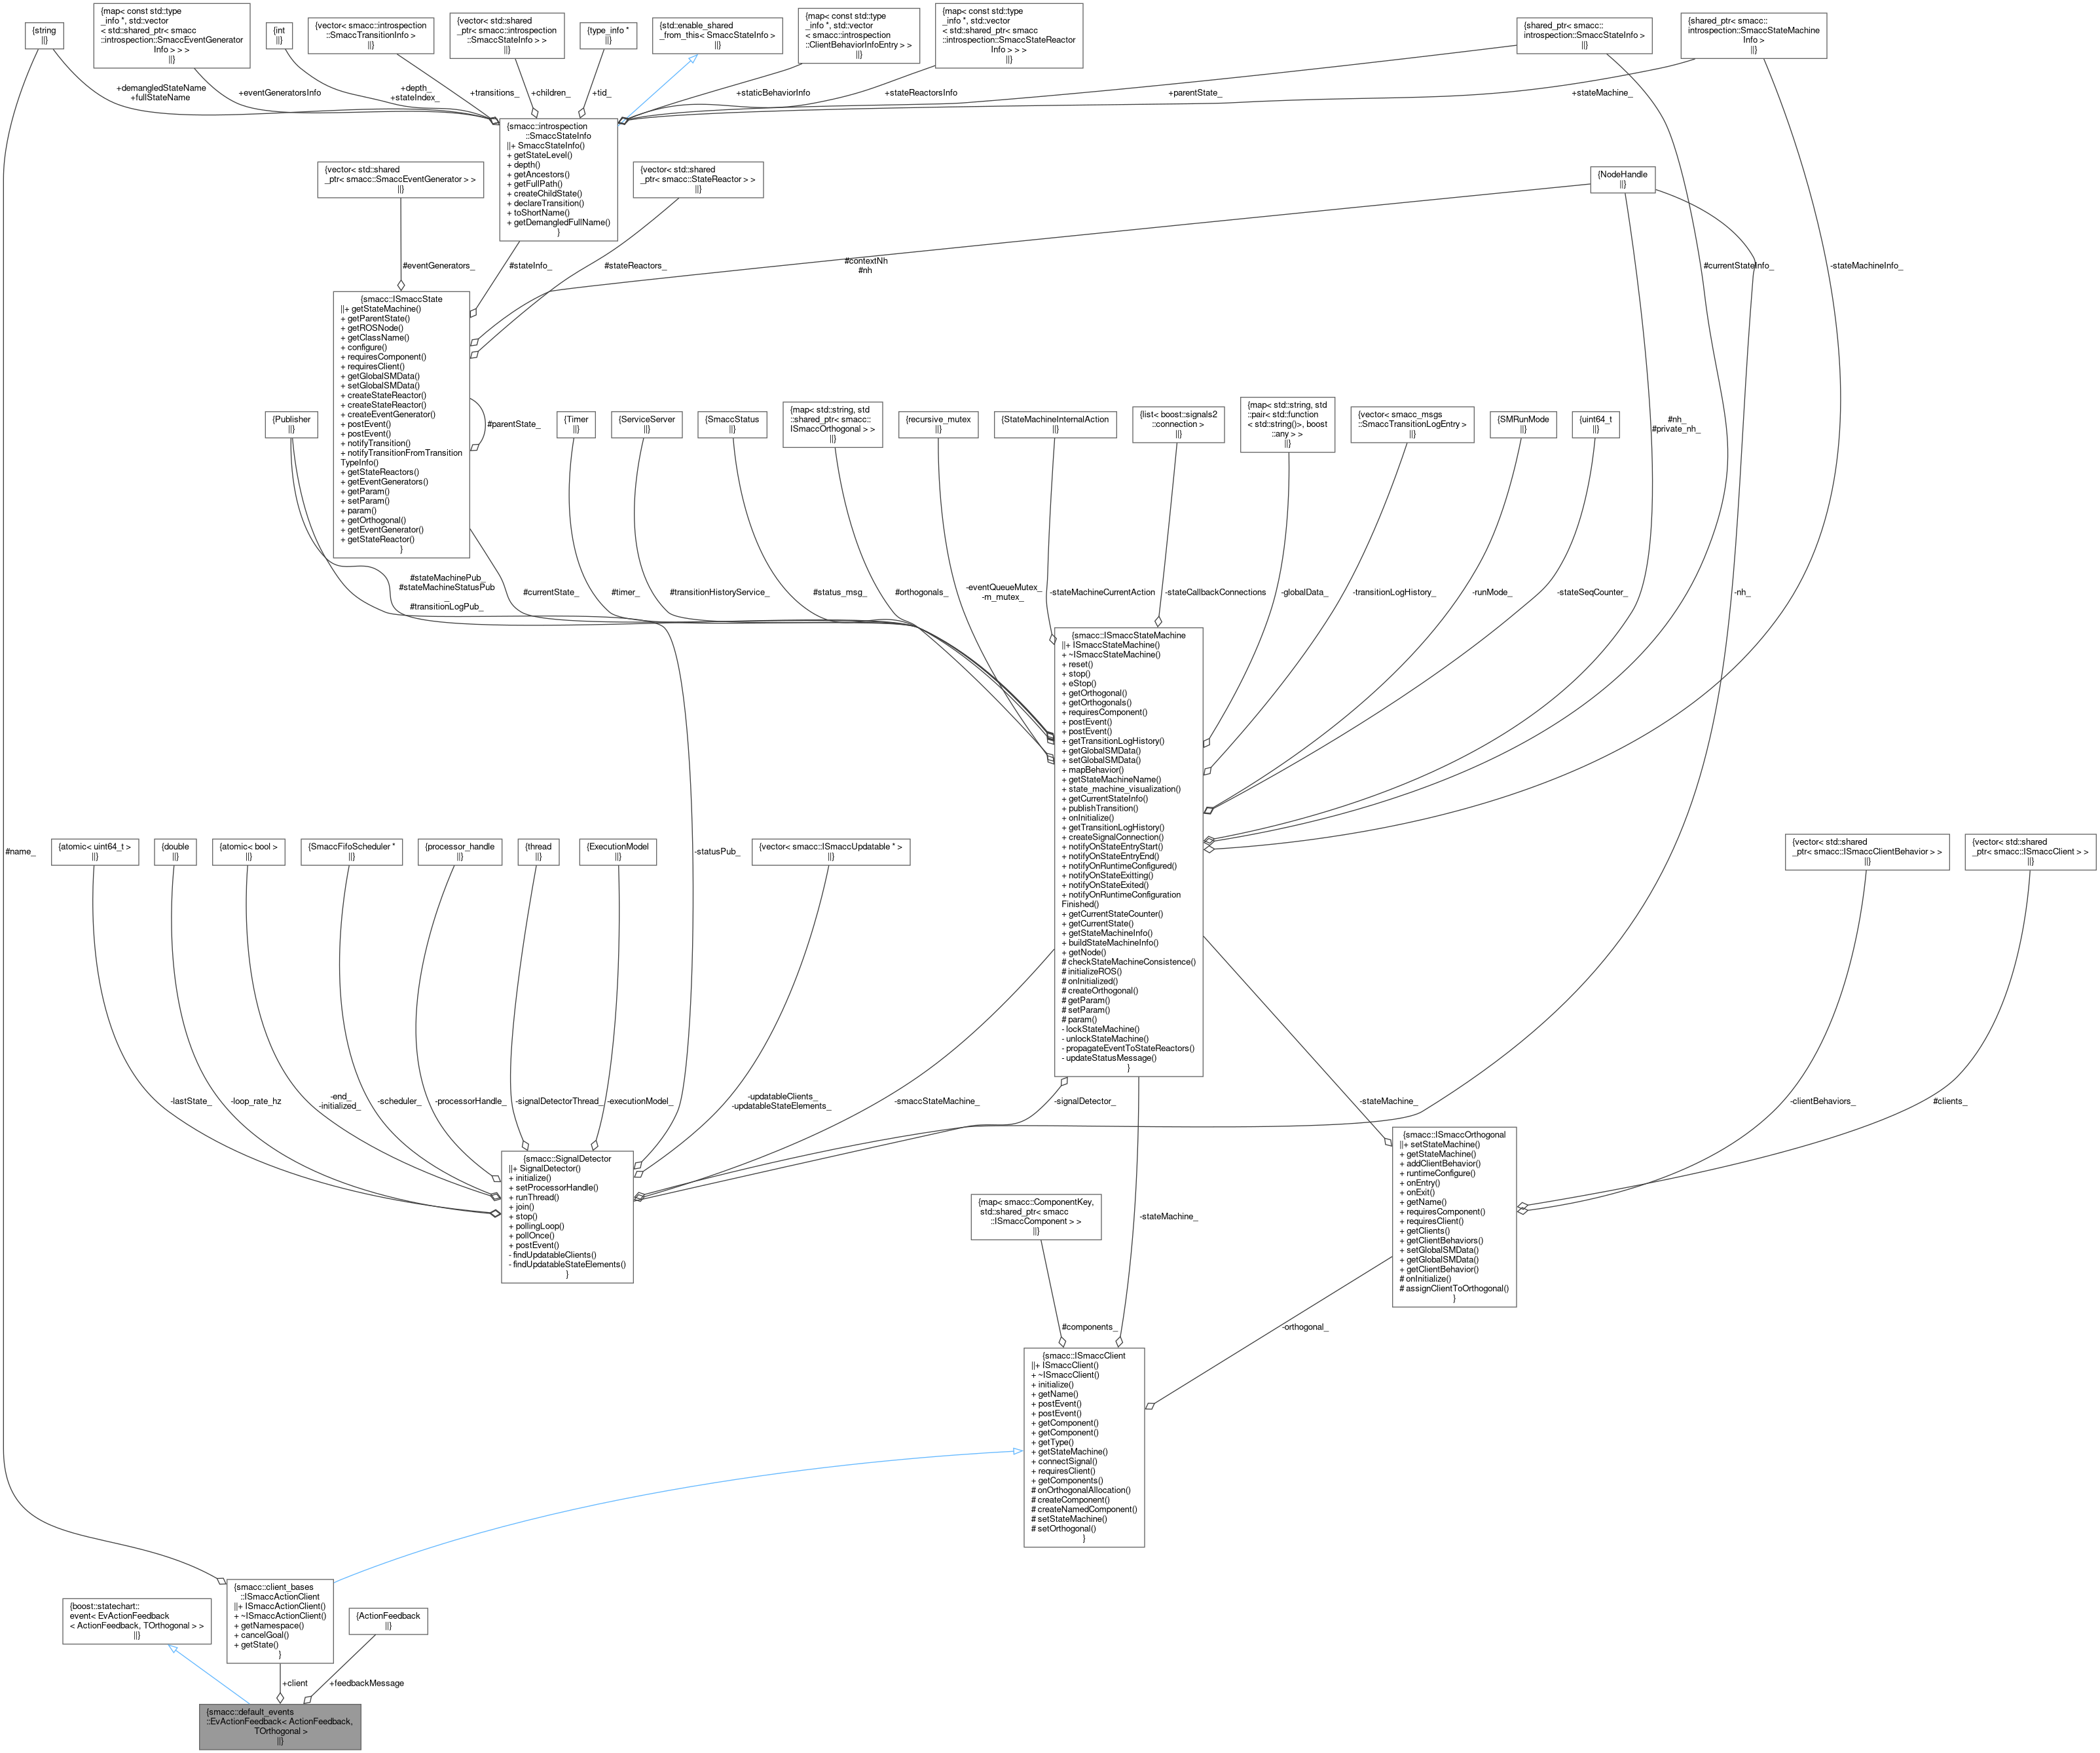 {map< const std::type
_info *, std::vector
< std::shared_ptr< smacc
::introspection::SmaccEventGenerator
Info > > >
||}
{string
||}
{int
||}
{vector< smacc::introspection
::SmaccTransitionInfo >
||}
{vector< std::shared
_ptr< smacc::introspection
::SmaccStateInfo > >
||}
{type_info *
||}
{std::enable_shared
_from_this< SmaccStateInfo >
||}
{map< const std::type
_info *, std::vector
< smacc::introspection
::ClientBehaviorInfoEntry > >
||}
{map< const std::type
_info *, std::vector
< std::shared_ptr< smacc
::introspection::SmaccStateReactor
Info > > >
||}
{shared_ptr< smacc::
introspection::SmaccStateInfo >
||}
{shared_ptr< smacc::
introspection::SmaccStateMachine
Info >
||}
+demangledStateName
+fullStateName
+eventGeneratorsInfo
+depth_
+stateIndex_
+transitions_
+children_
+tid_
+staticBehaviorInfo
+stateReactorsInfo
+parentState_
+stateMachine_
{smacc::introspection
::SmaccStateInfo
||+ SmaccStateInfo()
+ getStateLevel()
+ depth()
+ getAncestors()
+ getFullPath()
+ createChildState()
+ declareTransition()
+ toShortName()
+ getDemangledFullName()
}
{vector< std::shared
_ptr< smacc::SmaccEventGenerator > >
||}
{vector< std::shared
_ptr< smacc::StateReactor > >
||}
{NodeHandle
||}
#eventGenerators_
#stateInfo_
#stateReactors_
#contextNh
#nh
#currentStateInfo_
-stateMachineInfo_
{smacc::ISmaccState
||+ getStateMachine()
+ getParentState()
+ getROSNode()
+ getClassName()
+ configure()
+ requiresComponent()
+ requiresClient()
+ getGlobalSMData()
+ setGlobalSMData()
+ createStateReactor()
+ createStateReactor()
+ createEventGenerator()
+ postEvent()
+ postEvent()
+ notifyTransition()
+ notifyTransitionFromTransition
TypeInfo()
+ getStateReactors()
+ getEventGenerators()
+ getParam()
+ setParam()
+ param()
+ getOrthogonal()
+ getEventGenerator()
+ getStateReactor()
}
#parentState_
{Publisher
||}
{Timer
||}
{ServiceServer
||}
{SmaccStatus
||}
{map< std::string, std
::shared_ptr< smacc::
ISmaccOrthogonal > >
||}
{recursive_mutex
||}
{StateMachineInternalAction
||}
{list< boost::signals2
::connection >
||}
{map< std::string, std
::pair< std::function
< std::string()>, boost
::any > >
||}
{vector< smacc_msgs
::SmaccTransitionLogEntry >
||}
{SMRunMode
||}
{uint64_t
||}
#nh_
#private_nh_
#stateMachinePub_
#stateMachineStatusPub
_
#transitionLogPub_
#currentState_
#timer_
#transitionHistoryService_
#status_msg_
#orthogonals_
-eventQueueMutex_
-m_mutex_
-stateMachineCurrentAction
-stateCallbackConnections
-globalData_
-transitionLogHistory_
-runMode_
-stateSeqCounter_
-nh_
{smacc::ISmaccStateMachine
||+ ISmaccStateMachine()
+ ~ISmaccStateMachine()
+ reset()
+ stop()
+ eStop()
+ getOrthogonal()
+ getOrthogonals()
+ requiresComponent()
+ postEvent()
+ postEvent()
+ getTransitionLogHistory()
+ getGlobalSMData()
+ setGlobalSMData()
+ mapBehavior()
+ getStateMachineName()
+ state_machine_visualization()
+ getCurrentStateInfo()
+ publishTransition()
+ onInitialize()
+ getTransitionLogHistory()
+ createSignalConnection()
+ notifyOnStateEntryStart()
+ notifyOnStateEntryEnd()
+ notifyOnRuntimeConfigured()
+ notifyOnStateExitting()
+ notifyOnStateExited()
+ notifyOnRuntimeConfiguration
Finished()
+ getCurrentStateCounter()
+ getCurrentState()
+ getStateMachineInfo()
+ buildStateMachineInfo()
+ getNode()
# checkStateMachineConsistence()
# initializeROS()
# onInitialized()
# createOrthogonal()
# getParam()
# setParam()
# param()
- lockStateMachine()
- unlockStateMachine()
- propagateEventToStateReactors()
- updateStatusMessage()
}
#name_
{atomic< uint64_t >
||}
{double
||}
{atomic< bool >
||}
{SmaccFifoScheduler *
||}
{processor_handle
||}
{thread
||}
{ExecutionModel
||}
-statusPub_
{vector< smacc::ISmaccUpdatable * >
||}
{vector< std::shared
_ptr< smacc::ISmaccClientBehavior > >
||}
{vector< std::shared
_ptr< smacc::ISmaccClient > >
||}
-lastState_
-loop_rate_hz
-end_
-initialized_
-scheduler_
-processorHandle_
-signalDetectorThread_
-executionModel_
-updatableClients_
-updatableStateElements_
-smaccStateMachine_
-signalDetector_
-stateMachine_
-clientBehaviors_
#clients_
{smacc::SignalDetector
||+ SignalDetector()
+ initialize()
+ setProcessorHandle()
+ runThread()
+ join()
+ stop()
+ pollingLoop()
+ pollOnce()
+ postEvent()
- findUpdatableClients()
- findUpdatableStateElements()
}
{smacc::ISmaccOrthogonal
||+ setStateMachine()
+ getStateMachine()
+ addClientBehavior()
+ runtimeConfigure()
+ onEntry()
+ onExit()
+ getName()
+ requiresComponent()
+ requiresClient()
+ getClients()
+ getClientBehaviors()
+ setGlobalSMData()
+ getGlobalSMData()
+ getClientBehavior()
# onInitialize()
# assignClientToOrthogonal()
}
{map< smacc::ComponentKey,
std::shared_ptr< smacc
::ISmaccComponent > >
||}
-stateMachine_
#components_
-orthogonal_
{smacc::ISmaccClient
||+ ISmaccClient()
+ ~ISmaccClient()
+ initialize()
+ getName()
+ postEvent()
+ postEvent()
+ getComponent()
+ getComponent()
+ getType()
+ getStateMachine()
+ connectSignal()
+ requiresClient()
+ getComponents()
# onOrthogonalAllocation()
# createComponent()
# createNamedComponent()
# setStateMachine()
# setOrthogonal()
}
{boost::statechart::
event< EvActionFeedback
< ActionFeedback, TOrthogonal > >
||}
{smacc::client_bases
::ISmaccActionClient
||+ ISmaccActionClient()
+ ~ISmaccActionClient()
+ getNamespace()
+ cancelGoal()
+ getState()
}
{ActionFeedback
||}
+client
+feedbackMessage
{smacc::default_events
::EvActionFeedback< ActionFeedback,
TOrthogonal >
||}